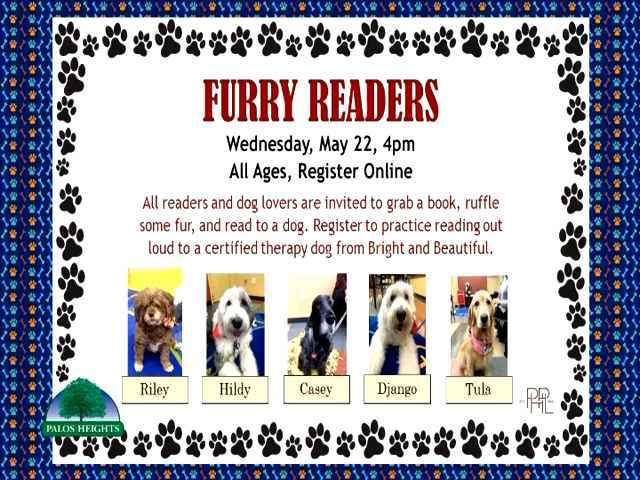 FURRY READERS
Wednesday, May 22, 4pm
All Ages, Register Online
All readers and dog lovers are invited to grab a book, ruffle
some fur, and read to a dog. Register to practice reading out
loud to a certified therapy dog from Bright and Beautiful.
Riley
Hildy
Casey
Django
Tula
PALOS HEIGHTS
PHPL